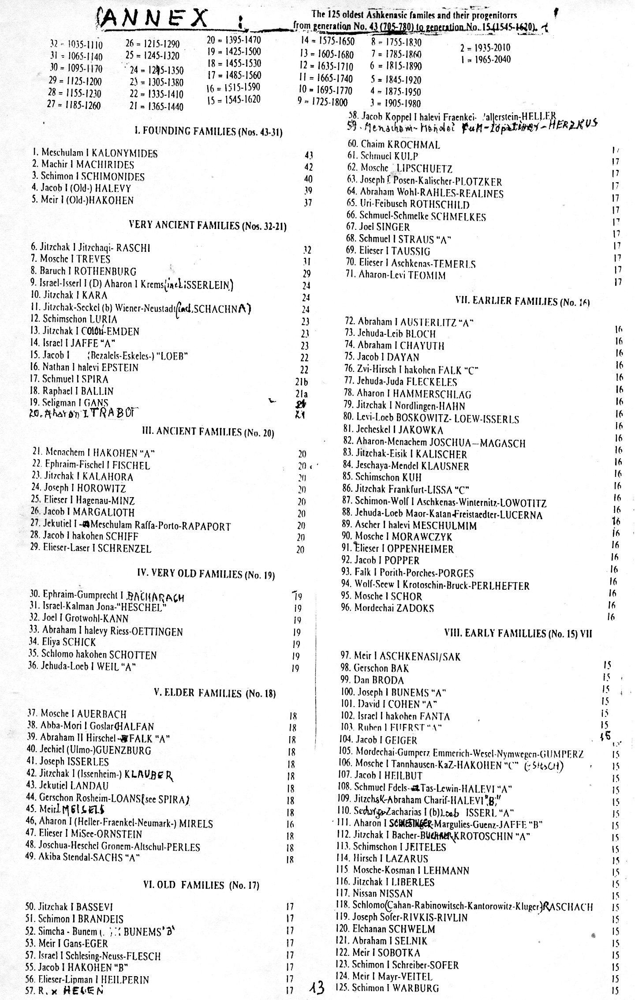 ANNEX :
The 125 oldest Ashkenasic familes and their progenitorrs
from generation No. 43 (705-780) to generation No. 15 (1545-1620).
32 - 1035-1110
31 = 1065-1140
30 = 1095-1170
29 = 1125-1200
28 = 1155-1230
27 = 1185-1260
26 = 1215-1290
25 = 1245-1320
24 = 1295-1350
23 = 1305-1380
22 = 1335-1410
21 = 1365-1440
20 = 1395-1470
19 = 1425-1500
18 = 1455-1530
17 = 1485-1560
16 = 1515-1590
15 = 1545-1620
14 = 1575-1650
13 = 1605-1680
12 = 1635-1710
11 = 1665-1740
10 = 1695-1770
9 = 1725-1800
8 = 1755-1830
7 = 1785-1860
6 = 1815-1890
5 = 1845-1920
4 = 1875-1950
3 = 1905-1980
2 = 1935-2010
1 = 1965-2040
I. FOUNDING FAMILIES (Nos. 43-31)
1. Meschulam I KALONYMIDES 43
2. Machir I MACHIRIDES 42
3. Schimon I SCHIMONIDES 40
4. Jacob I (Old-) HALEVY 39
5. Meir I (Old-)HAKOHEN 37
VERY ANCIENT FAMILIES (Nos. 32-21)
6. Jitzchak I Jitzchaqi- RASCHI 32
7. Mosche I TREVES 31
8. Baruch I ROTHENBURG 29
9. Israel-Isserl I (D) Aharon I Krems(incl.ISSERLEIN) 24
10. Jitzchak I KARA 24
11. Jitzchak-Seckel (b) Wiener-Neustadt(incl.SCHACHNA) 24
12. Schimschon LURIA 23
13. Jitzchak I COLON-EMDEN 23
14. Israel I JAFFE "A" 23
15. Jacob I (Bezalels-Eskeles-) "LOEB" 22
16. Nathan I halevi EPSTEIN 22
17. Schmuel I SPIRA 21b
18. Raphael I BALLIN 21a
19. Seligman I GANS 21
20. Aharon I TRABOT 21
III. ANCIENT FAMILIES (No. 20)
21. Menachem I HAKOHEN "A" 20
22. Ephraim-Fischel I FISCHEL 20
23. Jitzchak I KALAHORA 20
24. Joseph I HOROWITZ 20
25. Elieser I Hagenau-MINZ 20
26. Jacob I MARGALIOTH 20
27. Jekutiel I - Meschulam Raffa-Porto-RAPAPORT 20
28. Jacob I hakohen SCHIFF 20
29. Elieser-Laser I SCHRENZEL 20
IV. VERY OLD FAMILIES (No. 19)
30. Ephraim-Gumprecht I BACHARACH 19
31. Israel-Kalman Jona-"HESCHEL" 19
32. Joel I Grotwohl-KANN 19
33. Abraham I halevy Riess-OETTINGEN 19
34. Eliya SCHICK 19
35. Schlomo hakohen SCHOTTEN 19
36. Jehuda-Loeb I WEIL "A" 19
V. ELDER FAMILIES (No. 18)
37. Mosche I AUERBACH 18
38. Abba-Mori I Goslar(HALFAN 18
39. Abraham II Hirschel- FALK "A" 18
40. Jechiel (Ulmo-)GUENZBURG 18
41. Joseph ISSERLES 18
42. Jitzchak I (Issenheim-) KLAUBER 18
43. Jekutiel LANDAU 18
44. Gerschon Rosheim-LOANS(see SPIRA) 18
45. Meir I MEISELS 18
46, Aharon I (Heller-Fraenkel-Neumark-) MIRELS 16
47. Elieser I MiSee-ORNSTEIN 18
48. Joschua-Heschel Gronem-Altschul-PERLES 18
49. Akiba Stendal-SACHS "A" 18
VI. OLD FAMILIES (No. 17)
50. Jitzchak I BASSEVI 17
51. Schimon I BRANDEIS 17
52. Simcha - Bunem BUNEMS"B" 17
53. Meir I Gans-EGER 17
57. Israel I Schlesing-Neuss-FLESCH 17
55. Jacob I HAKOHEN "B" 17
56. Elieser-Lipman I HEILPERIN 17
57. R. x HELEN 17
13
58. Jacob Koppel I halevi Fraenkel- allerstein-HELLER
59. Menachem-Mendel HERZKUS
60. Chaim KROCHMAL 17
61. Schmuel KULP 17
62. Mosche LIPSCHUETZ 17
63. Joseph I Posen-Kalischer-PLOTZKER 17
64. Abraham Wohl-RAHLES-REALINES 17
65. Uri-Feibusch ROTHSCHILD 17
66. Schmuel-Schmelke SCHMELKES 17
67. Joel SINGER 17
68. Schmuel I STRAUS "A" 17
69. Elieser I TAUSSIG 17
70. Elieser I Aschkenas-TEMERLS 17
71. Aharon-Levi TEOMIM 17
VII. EARLIER FAMILIES (No. 16)
72. Abraham I AUSTERLITZ "A" 16
73. Jehuda-Leib BLOCH 16
74. Abraham I CHAYUTH 16
75. Jacob I DAYAN 16
76. Zvi-Hirsch I hakohen FALK "C" 16
77. Jehuda-Juda FLECKELES 16
78. Aharon I HAMMERSCHLAG 16
79. Jitzchak I Nordlingen-HAHN 16
80. Levi-Loeb BOSKOWITZ- LOEW-ISSERLS 16
81. Jecheskel I JAKOWKA 16
82. Aharon-Menachem JOSCHUA—MAGASCH 16
83. Jitzchak-Eisik I KALISCHER 16
84. Jeschaya-Mendel KLAUSNER 16
85. Schimschon KUH 16
86. Jitzchak Frankfurt-LISSA "C" 16
87. Schimon-Wolf I Aschkenas-Winternitz-LOWOTITZ 16
88. Jehuda-Loeb Maor-Katan-Freistaedter-LUCERNA 16
89. Ascher I halevi MESCHULMIM 16
90. Mosche I MORAWCZYK 16
91. Elieser I OPPENHEIMER 16
92. Jacob I POPPER 16
93. Falk I Porith-Porches-PORGES 16
94. Wolf-Seew I Krotoschin-Bruck-PERLHEFTER 16
95. Mosche I SCHOR 16
96. Mordechai ZADOKS 16
VIII. EARLY FAMILLIES (No. 15) VII
97. Meir I ASCHKENASI/SAK 15
98. Gerschon BAK 15
99. Dan BRODA 15
100. Joseph I BUNEMS "A" 15
101. David I COHEN "A" 15
102. Israel I hakohen FANTA 15
103. Ruben I FUERST "A" 15
104. Jacob I GEIGER 15
105. Mordechai-Gumperz Emmerich-Wesel-Nymwegen-GUMPERZ 15
106. Mosche I Tannhausen-KaZ-HAKOHEN "C" 15
107. Jacob I HEILBUT 15
108. Schmuel Edels- Tas-Lewin-HALEVI "A" 15
109. Jitzchak-Abraham Charif-HALEVI"B," 15
110. Zacharias I (b)Loeb ISSERL "A" 15
111. Aharon I SCHLESINGER-Margulies-Guenz-JAFFE "B" 15
112. Jitzchak I Bacher-BUCHNER KROTOSCHIN "A" 15
113. Schimschon I JEITELES 15
114. Hirsch I LAZARUS 15
115. Mosche-Kosman I LEHMANN 15
116. Jitzchak I LIBERLES 15
117. Nissan NISSAN 15
118. Schlomo(Cahan-Rabinowitsch-Kantorowitz-Kluger)RASCHACH 15
119. Joseph Sofer-RIVKIS-RIVLIN 15
120. Elchanan SCHWELM 15
121. Abraham I SELNIK 15
122. Meir I SOBOTKA 15
123. Schimon I Schreiber-SOFER 15
124. Meir I Mayr-VEITEL 15
125. Schimon I WARBURG 15